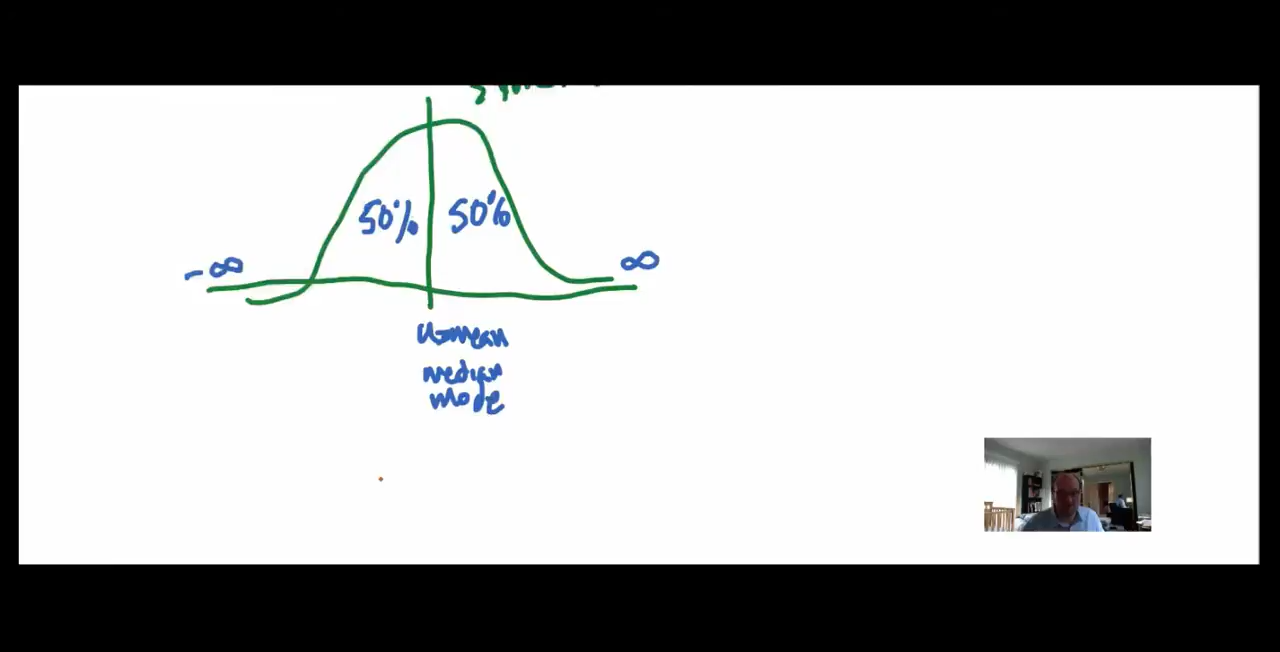 50% 50%
-∞ ∞
u=mean
median
mode